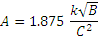 A = 1.875 k√B / C²